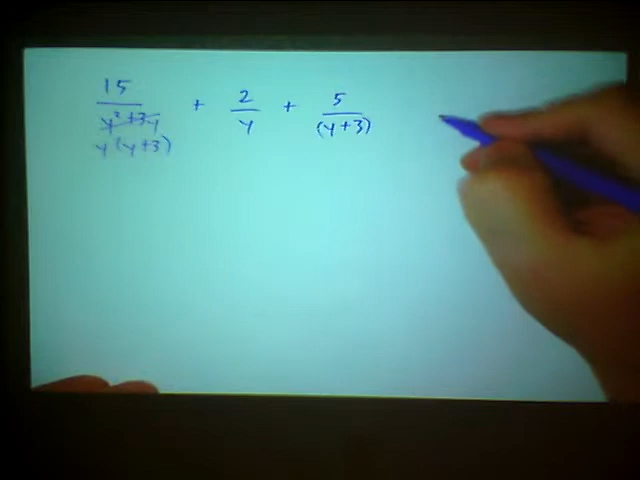 15/(y²+3y) + 2/y + 5/(y+3)
y(y+3)